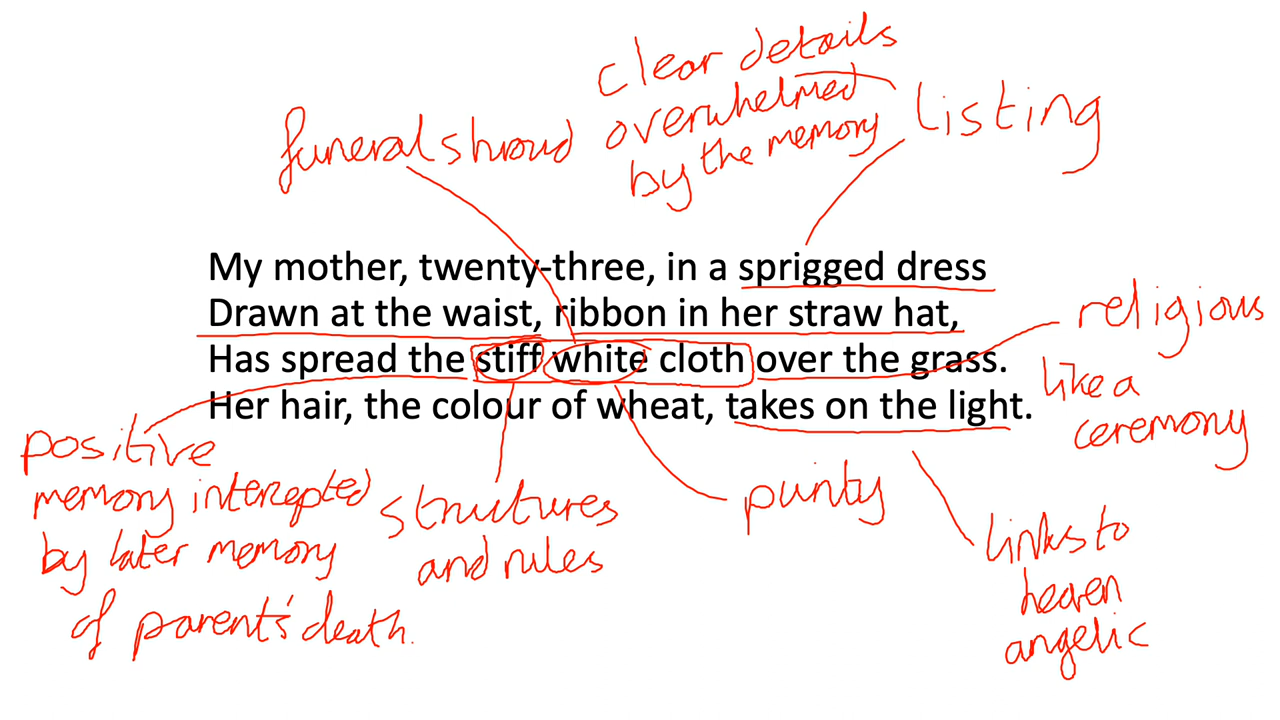 clear details
overwhelmed
by the memory
listing
funeral shroud
My mother, twenty-three, in a sprigged dress
Drawn at the waist, ribbon in her straw hat,
Has spread the stiff white cloth over the grass.
Her hair, the colour of wheat, takes on the light.
religious
like a
ceremony
positive
memory intercepted
by later memory
of parent's death.
structures
and rules
purity
links to
heaven
angelic